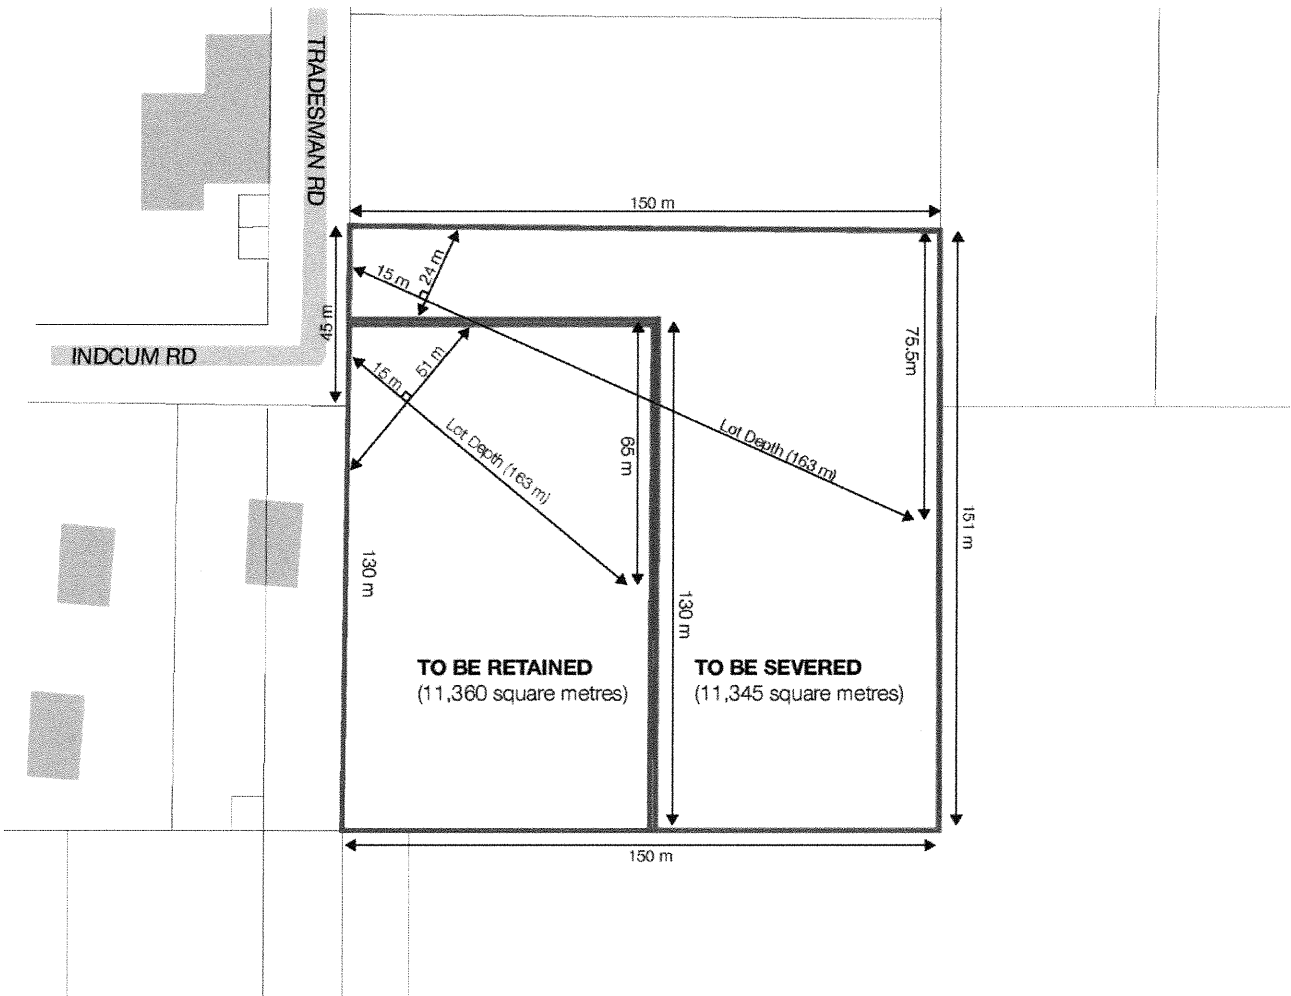 TRADESMAN RD
150 m
15 m
24 m
45 m
INDCUM RD
75.5m
51 m
15 m
Lot Depth (163 m)
65 m
Lot Depth (163 m)
151 m
130 m
130 m
TO BE RETAINED
(11,360 square metres)
TO BE SEVERED
(11,345 square metres)
150 m